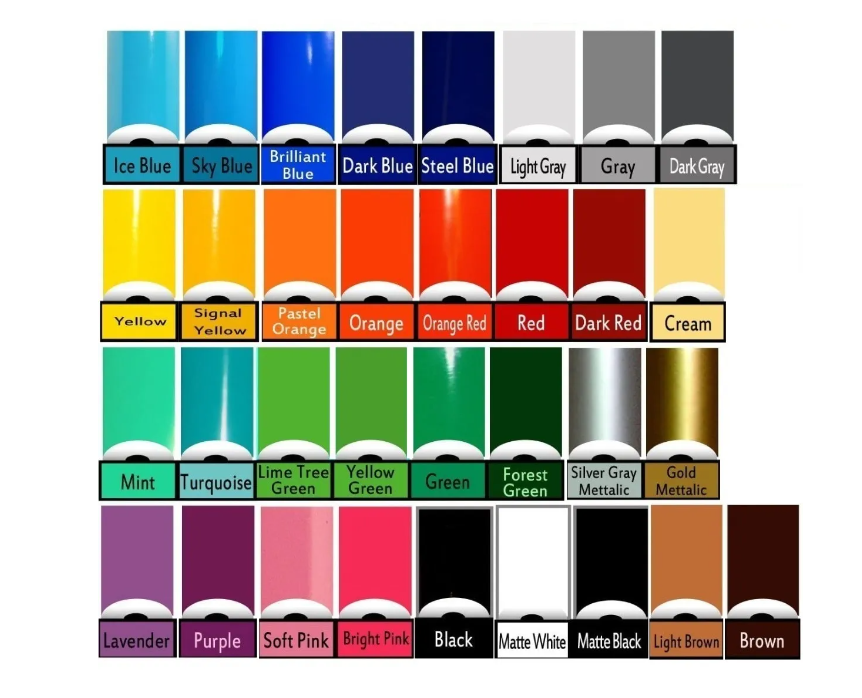 Ice Blue
Sky Blue
Brilliant
Blue
Dark Blue
Steel Blue
Light Gray
Gray
Dark Gray
Yellow
Signal
Yellow
Pastel
Orange
Orange
Orange Red
Red
Dark Red
Cream
Mint
Turquoise
Lime Tree
Green
Yellow
Green
Green
Forest
Green
Silver Gray
Mettalic
Gold
Mettalic
Lavender
Purple
Soft Pink
Bright Pink
Black
Matte White
Matte Black
Light Brown
Brown